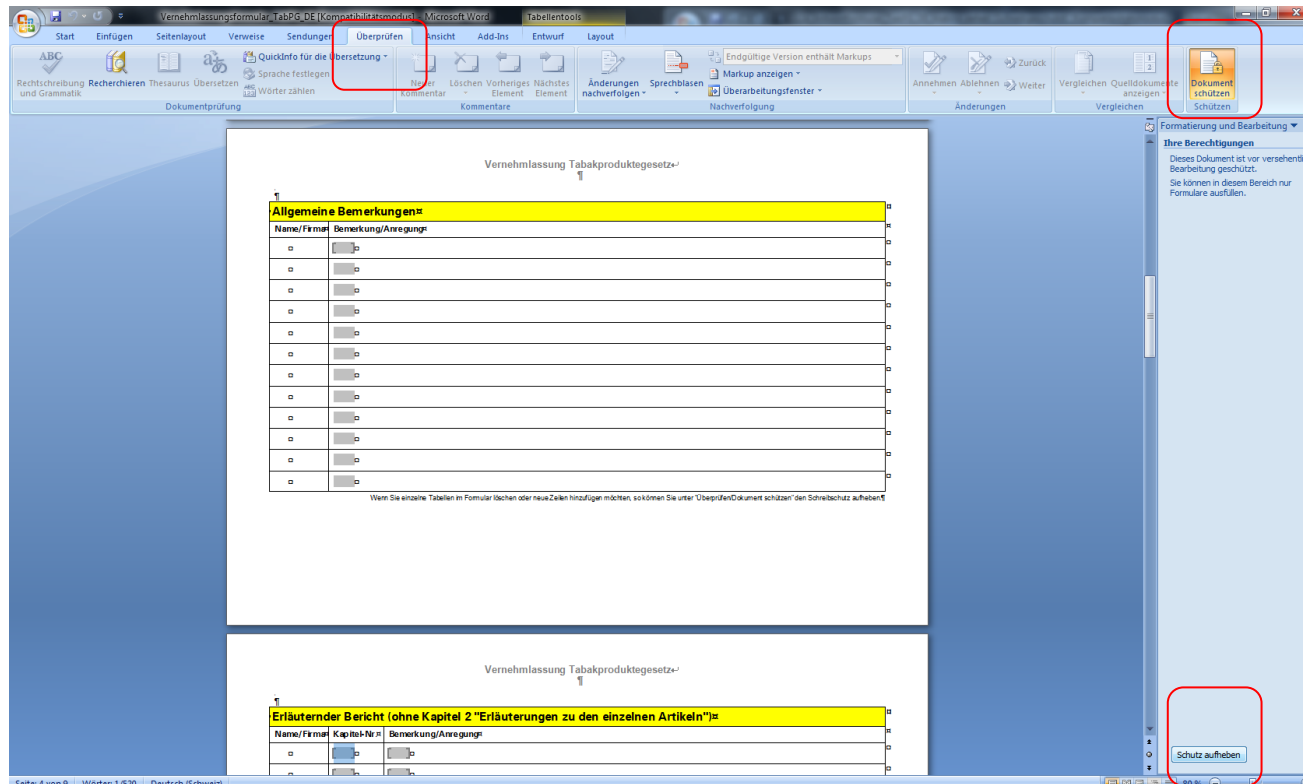 Vernehmlassungsformular_TabPG_DE [Kompatibilitätsmodus] - Microsoft Word
Tabellentools
Start Einfügen Seitenlayout Verweise Sendungen Überprüfen Ansicht Add-Ins Entwurf Layout
Rechtschreibung und Grammatik
Recherchieren
Thesaurus
Übersetzen
QuickInfo für die Übersetzung
Sprache festlegen
Wörter zählen
Dokumentprüfung
Neuer Kommentar
Löschen
Vorheriges Element
Nächstes Element
Kommentare
Änderungen nachverfolgen
Sprechblasen
Endgültige Version enthält Markups
Markup anzeigen
Überarbeitungsfenster
Nachverfolgung
Annehmen
Ablehnen
Zurück
Weiter
Änderungen
Vergleichen
Quelldokumente anzeigen
Vergleichen
Dokument schützen
Schützen
Formatierung und Bearbeitung
Ihre Berechtigungen
Dieses Dokument ist vor
Bearbeitung geschützt.
Sie können in diesem Bereich nur
Formulare ausfüllen.
Vernehmlassung Tabakproduktegesetz
Allgemeine Bemerkungen
Name/Firma Bemerkung/Anregung
Wenn Sie einzelne Tabellen im Formular löschen oder neue Zeilen hinzufügen möchten, so können Sie unter "Überprüfen/Dokument schützen" den Schreibschutz aufheben.
Vernehmlassung Tabakproduktegesetz
Erläuternder Bericht (ohne Kapitel 2 "Erläuterungen zu den einzelnen Artikeln")
Name/Firma Kapitel-Nr. Bemerkung/Anregung
Schutz aufheben
Seite: 4 von 9 Wörter: 1/520 Deutsch (Schweiz)
80 %